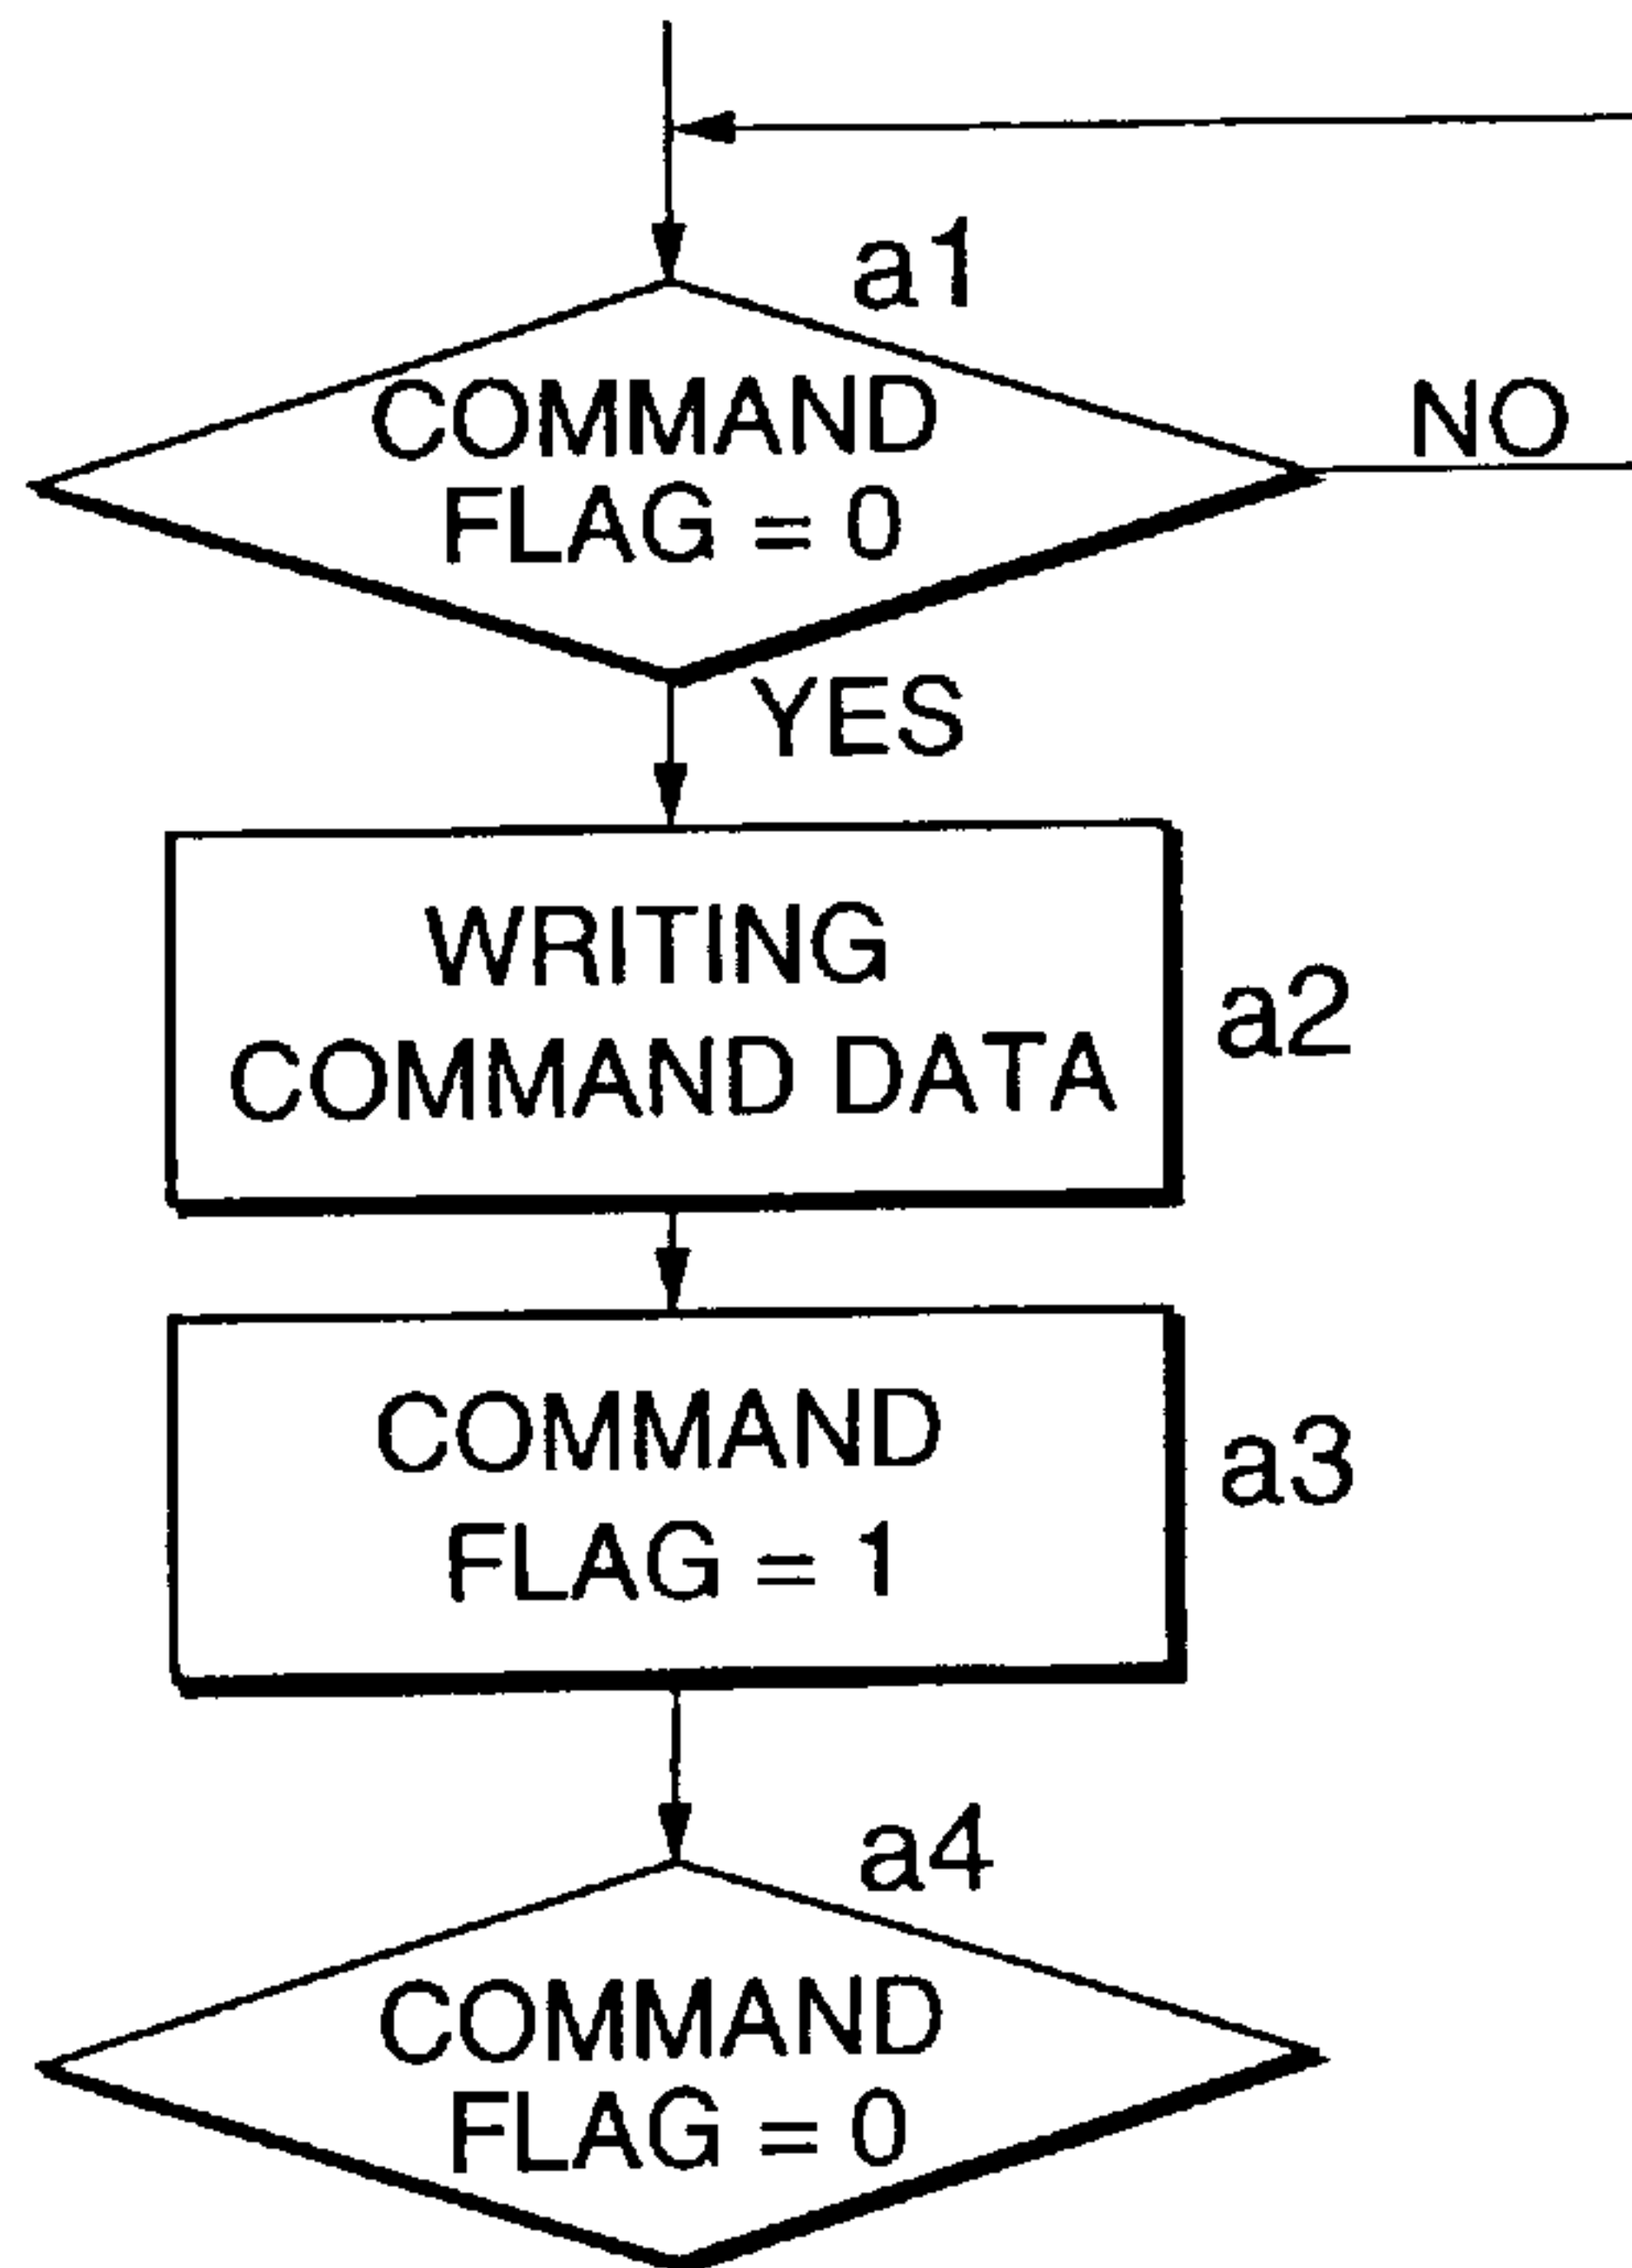 a1
COMMAND
FLAG = 0
NO
YES
WRITING
COMMAND DATA
a2
COMMAND
FLAG = 1
a3
a4
COMMAND
FLAG = 0